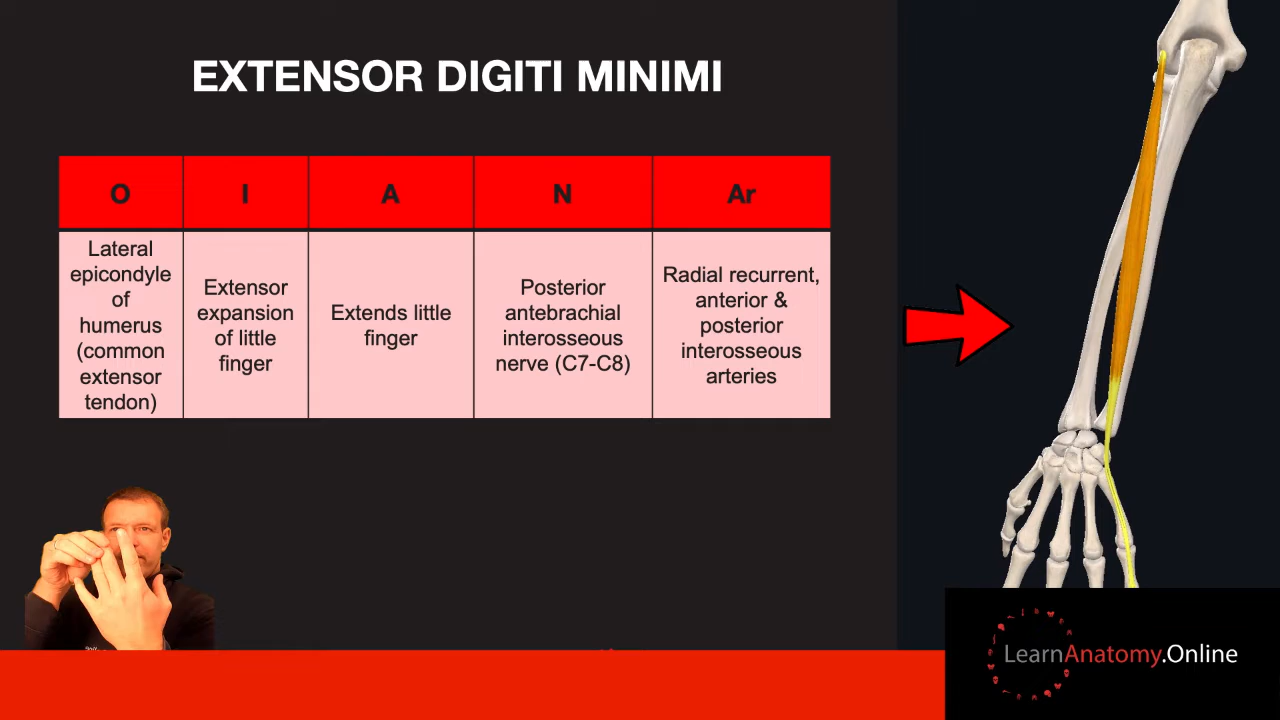 EXTENSOR DIGITI MINIMI
O
I
A
N
Ar
Lateral
epicondyle
of
humerus
(common
extensor
tendon)
Extensor
expansion
of little
finger
Extends little
finger
Posterior
antebrachial
interosseous
nerve (C7-C8)
Radial recurrent,
anterior &
posterior
interosseous
arteries
LearnAnatomy.Online